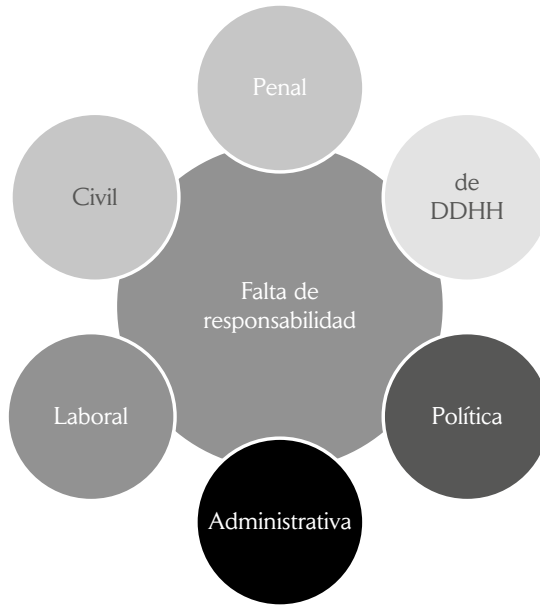 Penal
Civil
de
DDHH
Falta de
responsabilidad
Laboral
Política
Administrativa